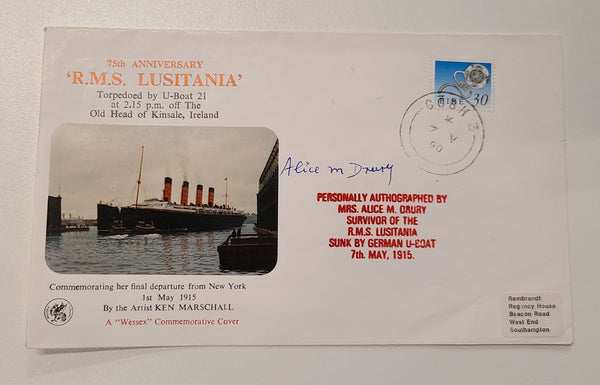 75th ANNIVERSARY
'R.M.S. LUSITANIA'
Torpedoed by U-Boat 21
at 2.15 p.m. off The
Old Head of Kinsale, Ireland
EIRE 30
COBH 3
V
90
Alice M Drury
PERSONALLY AUTOGRAPHED BY
MRS. ALICE M. DRURY
SURVIVOR OF THE
R.M.S. LUSITANIA
SUNK BY GERMAN U-BOAT
7th. MAY, 1915.
Commemorating her final departure from New York
1st May 1915
By the Artist KEN MARSCHALL
A "Wessex" Commemorative Cover
Rembrandt
Regency House
Beacon Road
West End
Southampton